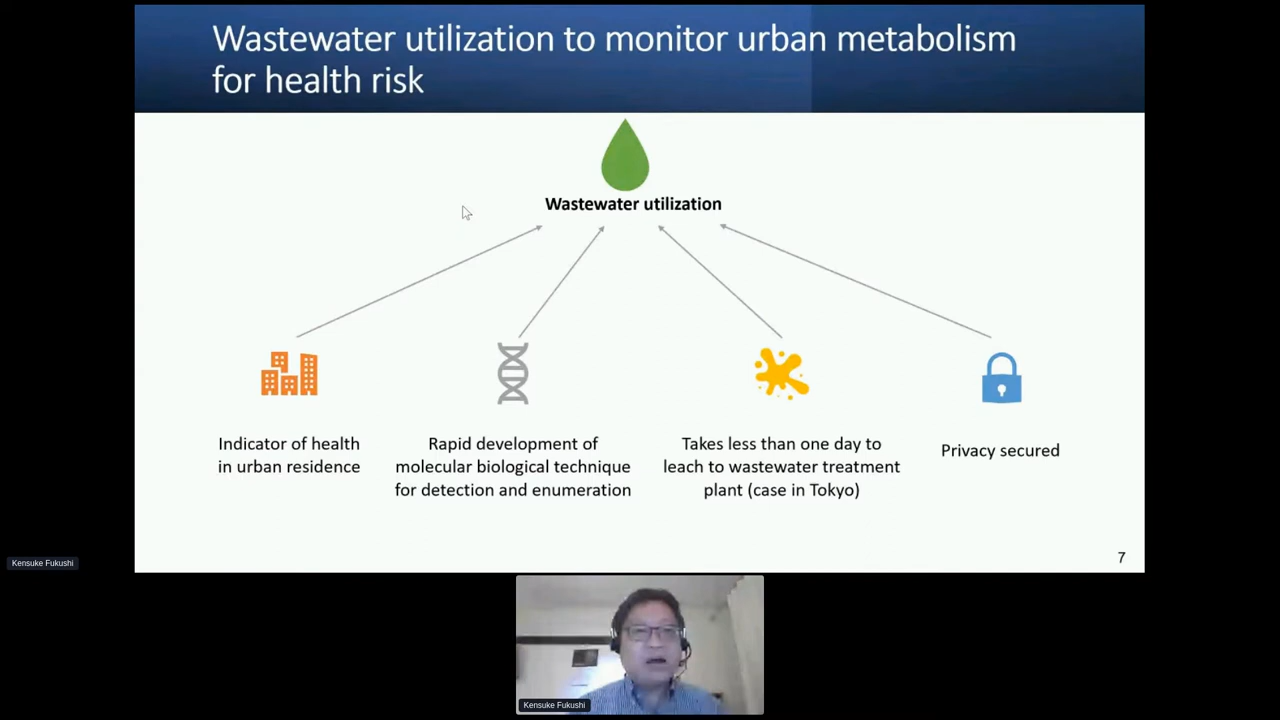 Wastewater utilization to monitor urban metabolism
for health risk
Wastewater utilization
Indicator of health
in urban residence
Rapid development of
molecular biological technique
for detection and enumeration
Takes less than one day to
leach to wastewater treatment
plant (case in Tokyo)
Privacy secured
7
Kensuke Fukushi
Kensuke Fukushi